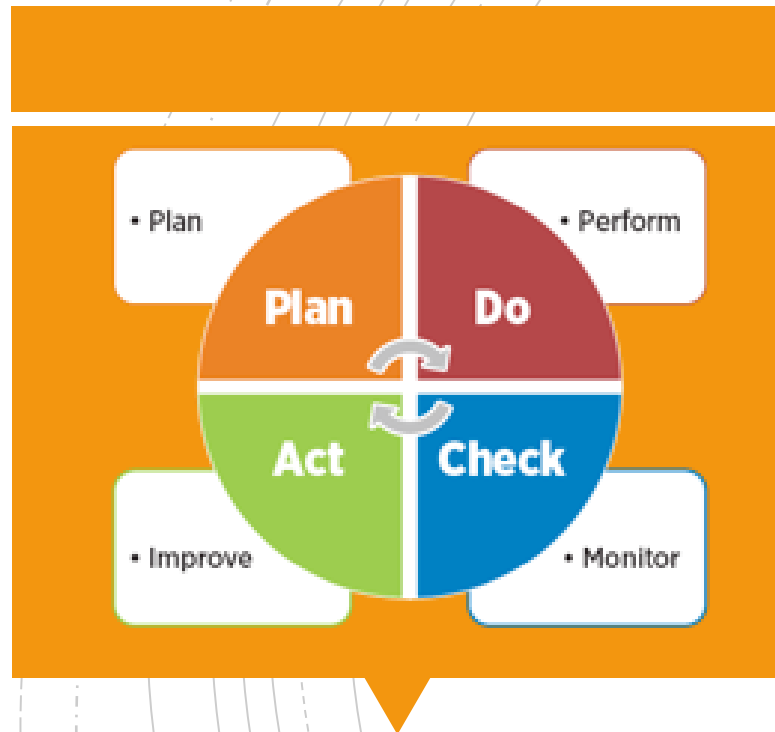 • Plan
• Perform
Plan
Do
Act
Check
• Improve
• Monitor